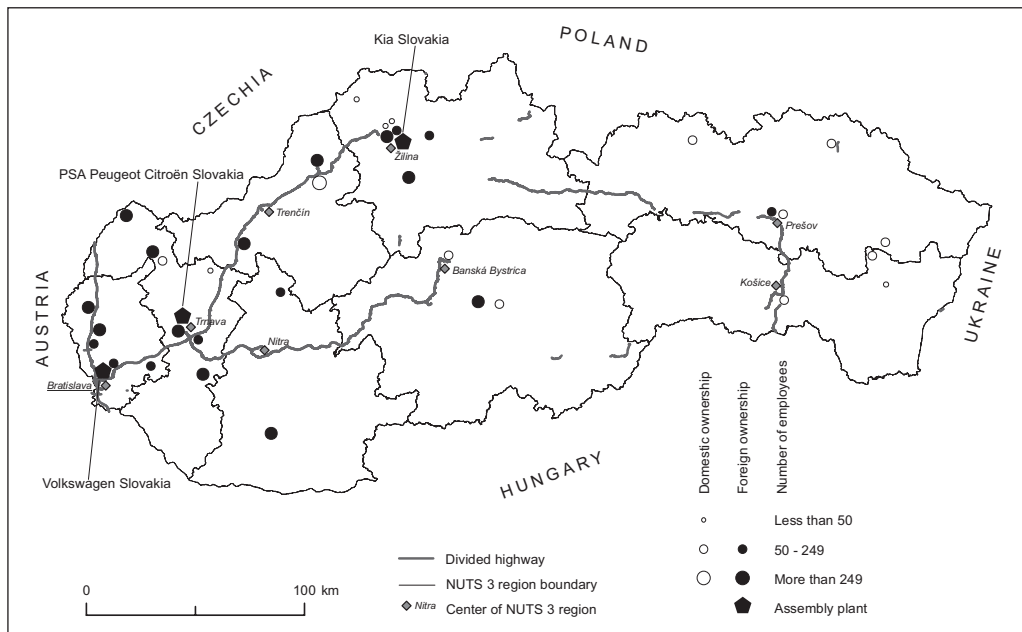 Kia Slovakia
POLAND
CZECHIA
PSA Peugeot Citroën Slovakia
Žilina
Trenčín
Prešov
Banská Bystrica
Košice
UKRAINE
AUSTRIA
Trnava
Nitra
Bratislava
HUNGARY
Volkswagen Slovakia
Domestic ownership
Foreign ownership
Number of employees
Less than 50
50 - 249
More than 249
Assembly plant
Divided highway
NUTS 3 region boundary
Nitra
Center of NUTS 3 region
0
100 km